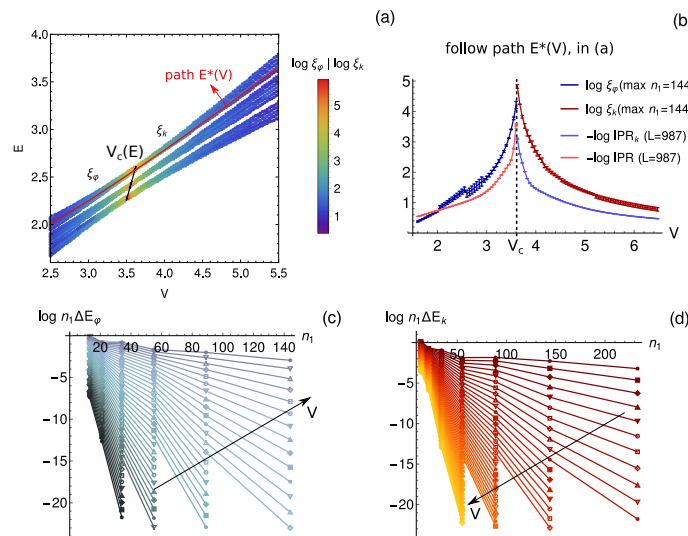 (a)
log ξφ | log ξk
path E*(V)
ξk
Vc(E)
ξφ
E
4.0
3.5
3.0
2.5
2.0
2.5 3.0 3.5 4.0 4.5 5.0 5.5
V
5
4
3
2
1
(b)
follow path E*(V), in (a)
5
4
3
2
1
log ξφ(max n1=144
log ξk(max n1=144
-log IPRk (L=987)
-log IPR (L=987)
2 3 Vc 4 5 6
V
(c)
log n1ΔEφ
n1
20 40 60 80 100 120 140
-5
-10
-15
-20
V
(d)
log n1ΔEk
n1
50 100 150 200
-5
-10
-15
-20
V